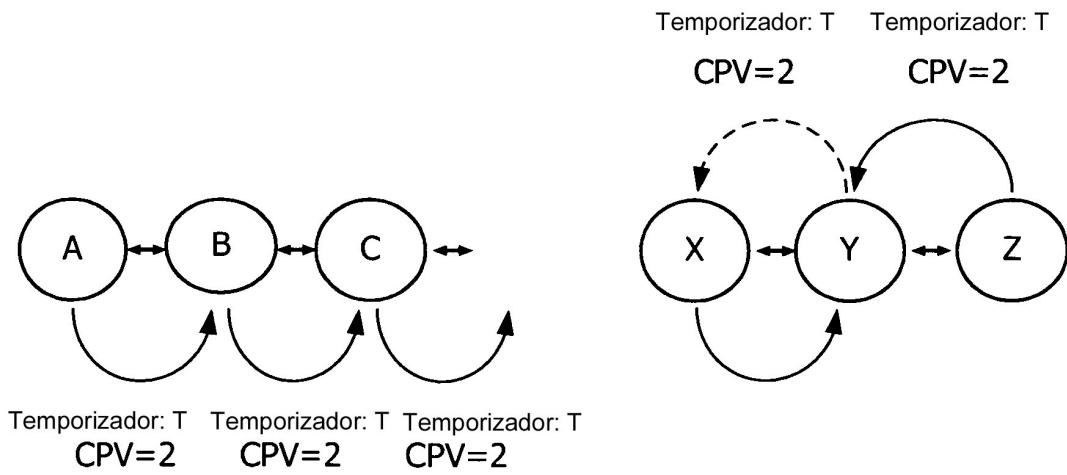 Temporizador: T Temporizador: T
CPV=2 CPV=2
A B C X Y Z
Temporizador: T Temporizador: T Temporizador: T
CPV=2 CPV=2 CPV=2